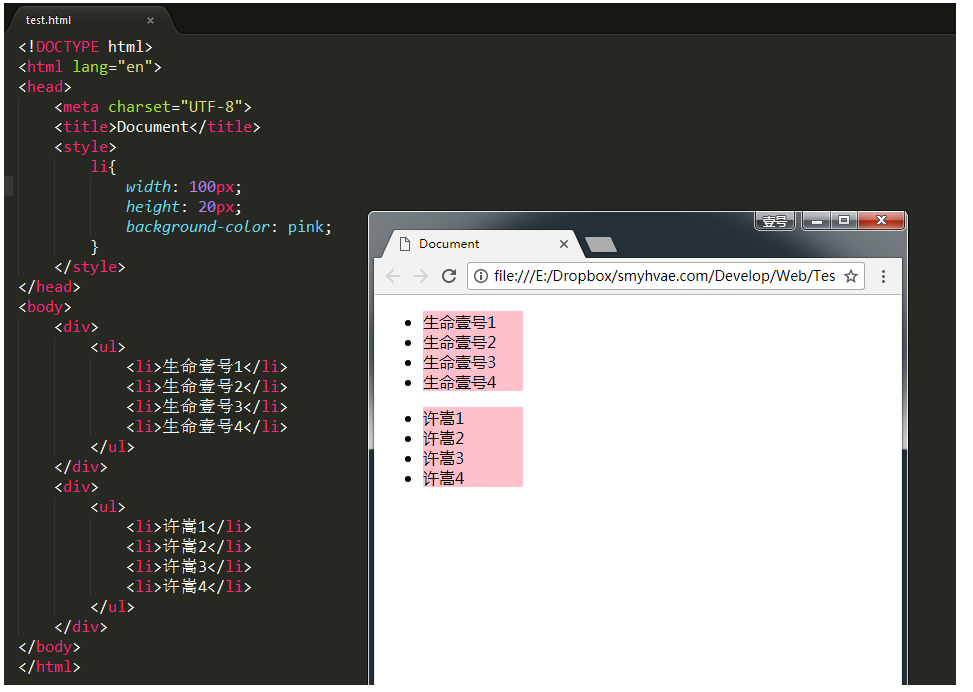 test.html
<!DOCTYPE html>
<html lang="en">
<head>
    <meta charset="UTF-8">
    <title>Document</title>
    <style>
        li{
            width: 100px;
            height: 20px;
            background-color: pink;
        }
    </style>
</head>
<body>
    <div>
        <ul>
            <li>生命壹号1</li>
            <li>生命壹号2</li>
            <li>生命壹号3</li>
            <li>生命壹号4</li>
        </ul>
    </div>
    <div>
        <ul>
            <li>许嵩1</li>
            <li>许嵩2</li>
            <li>许嵩3</li>
            <li>许嵩4</li>
        </ul>
    </div>
</body>
</html>
壹号
Document
file:///E:/Dropbox/smyhvae.com/Develop/Web/Tes
生命壹号1
生命壹号2
生命壹号3
生命壹号4
许嵩1
许嵩2
许嵩3
许嵩4